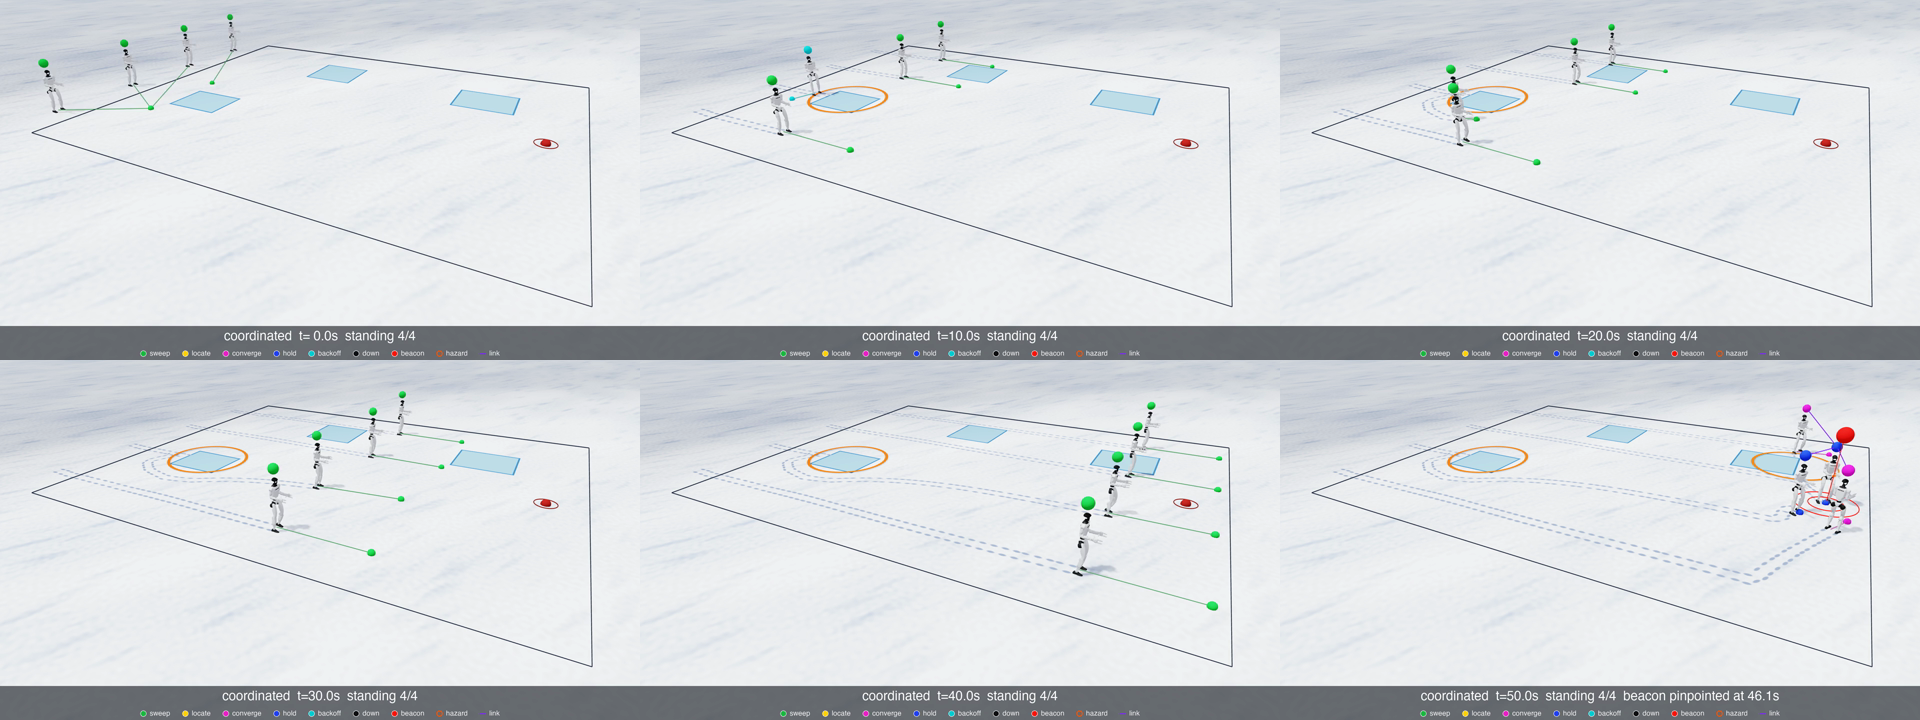 coordinated t= 0.0s standing 4/4
sweep locate converge hold backoff down beacon hazard link
coordinated t=10.0s standing 4/4
sweep locate converge hold backoff down beacon hazard link
coordinated t=20.0s standing 4/4
sweep locate converge hold backoff down beacon hazard link
coordinated t=30.0s standing 4/4
sweep locate converge hold backoff down beacon hazard link
coordinated t=40.0s standing 4/4
sweep locate converge hold backoff down beacon hazard link
coordinated t=50.0s standing 4/4 beacon pinpointed at 46.1s
sweep locate converge hold backoff down beacon hazard link